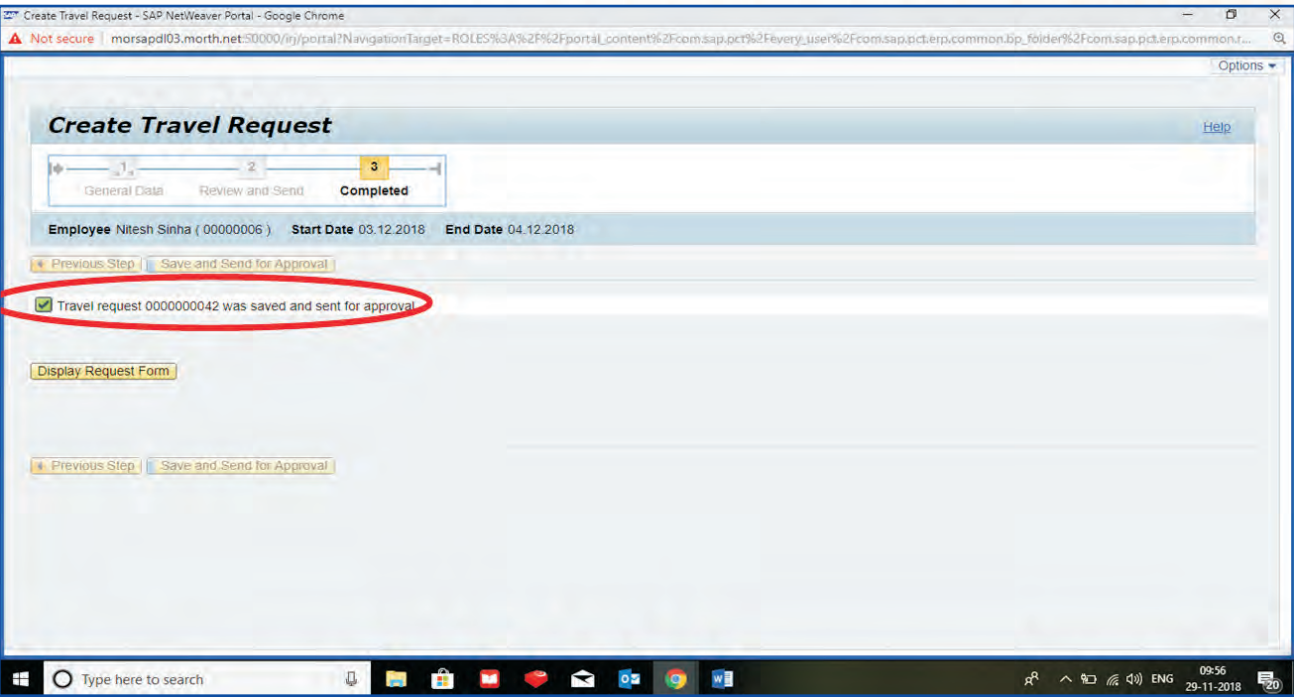 Create Travel Request - SAP NetWeaver Portal - Google Chrome
Not secure | morsapdl03.morth.net:50000/irj/portal?NavigationTarget=ROLES%3A%2F%2Fportal_content%2Fcom.sap.pct%2Fevery_user%2Fcom.sap.pct.erp.common.bp_folder%2Fcom.sap.pct.erp.common.r...
Options
Create Travel Request
Help
1 2 3
General Data Review and Send Completed
Employee Nitesh Sinha ( 00000006 ) Start Date 03.12.2018 End Date 04.12.2018
Previous Step Save and Send for Approval
Travel request 0000000042 was saved and sent for approval
Display Request Form
Previous Step Save and Send for Approval
Type here to search
ENG
09:56
29-11-2018
20